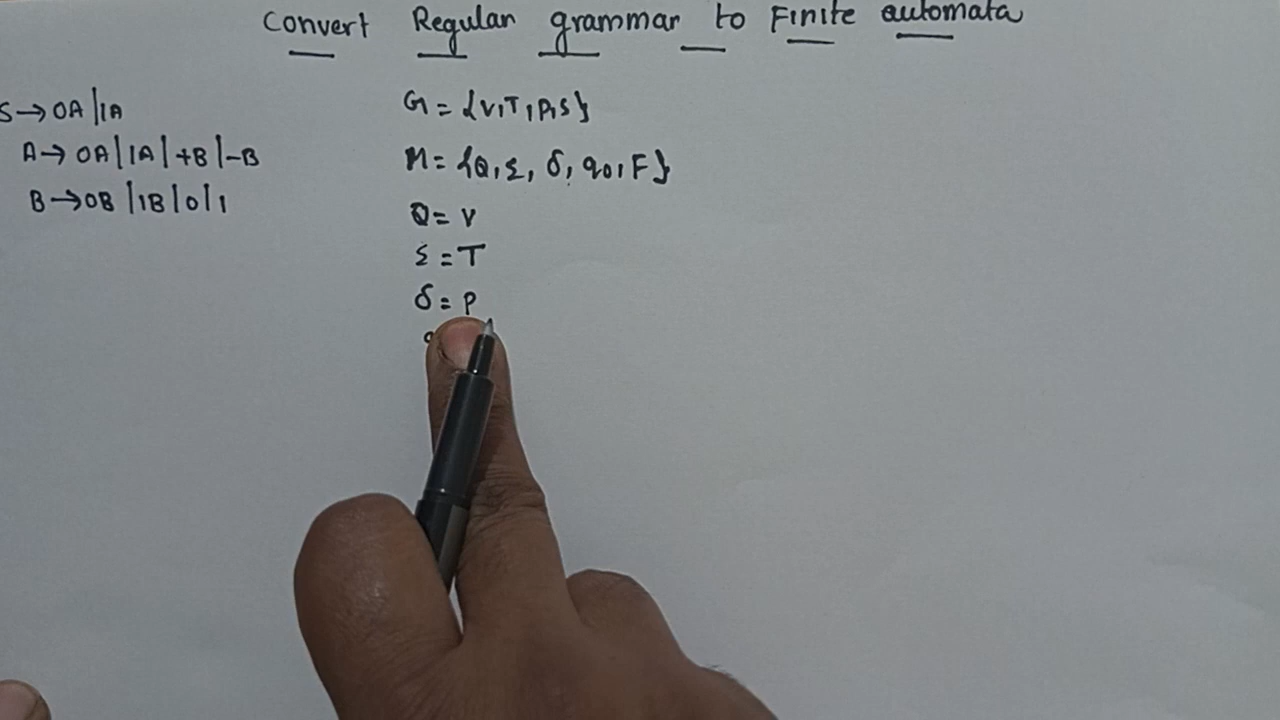 Convert Regular grammar to Finite automata
S→0A|1A
A→0A|1A|+B|-B
B→0B|1B|0|1
G = {V,T,P,S}
M = {Q,Σ, δ, q0, F}
Q = V
Σ = T
δ = P